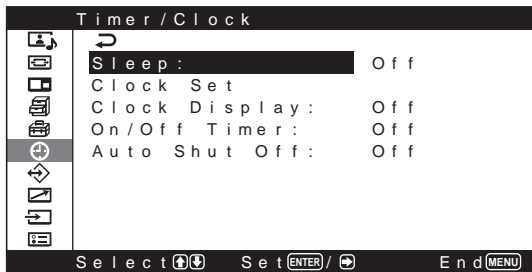 Timer/Clock
Sleep: Off
Clock Set
Clock Display: Off
On/Off Timer: Off
Auto Shut Off: Off
Select Set ENTER / End MENU